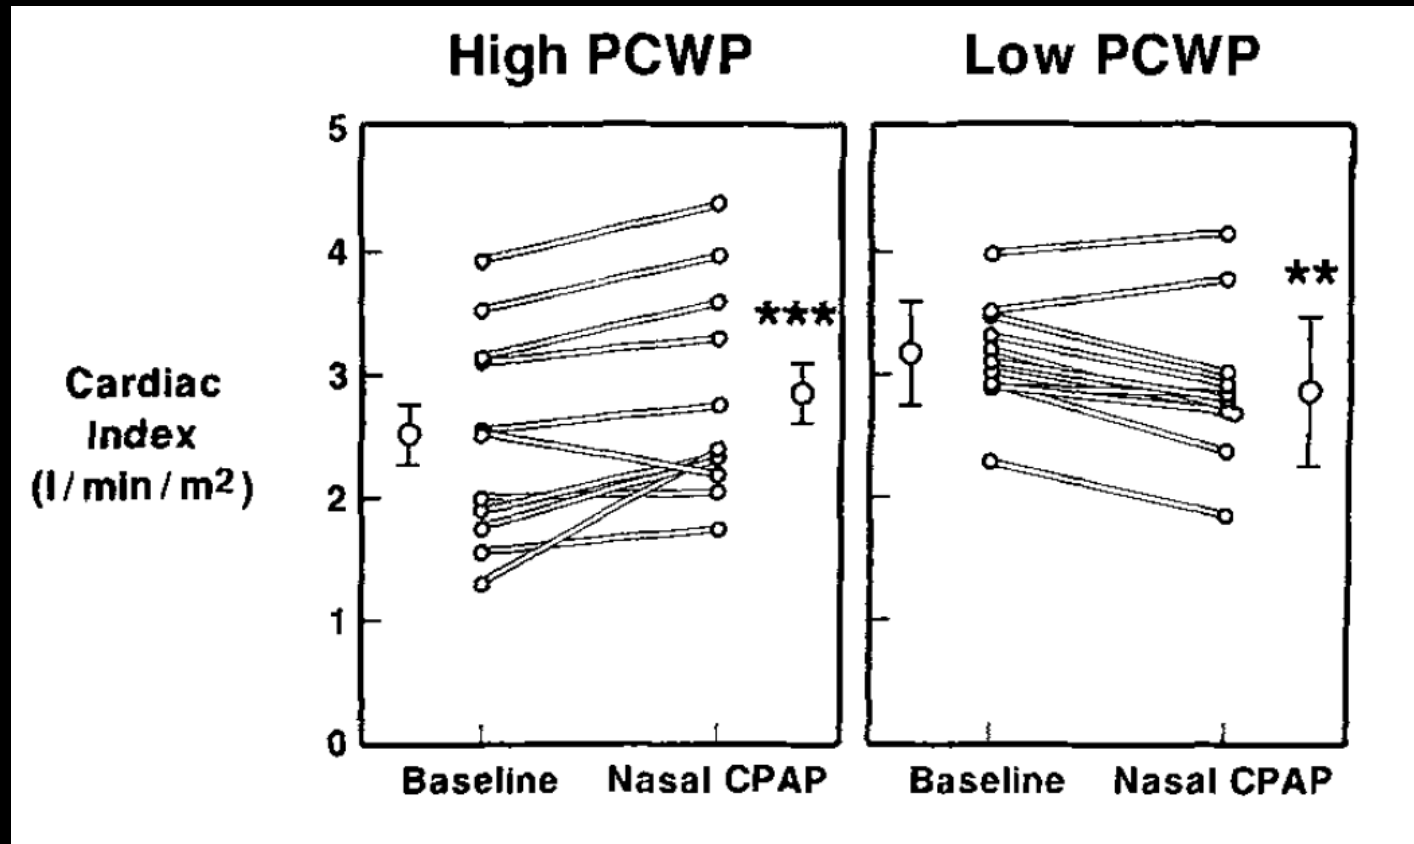 High PCWP
Low PCWP
5
4
3
2
1
0
Cardiac
Index
(l/min/m2)
***
**
Baseline
Nasal CPAP
Baseline
Nasal CPAP